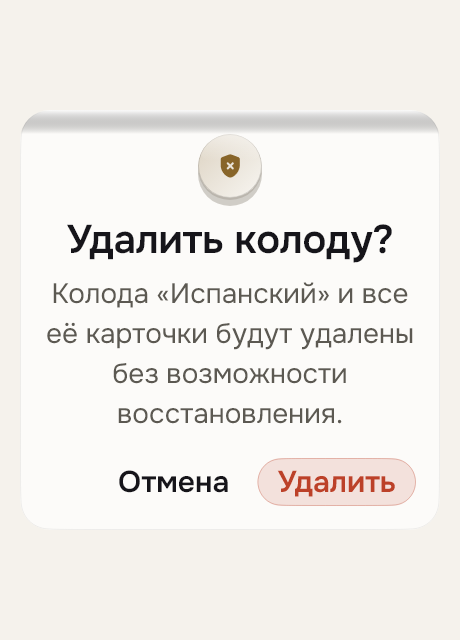 Удалить колоду?
Колода «Испанский» и все
её карточки будут удалены
без возможности
восстановления.
Отмена
Удалить